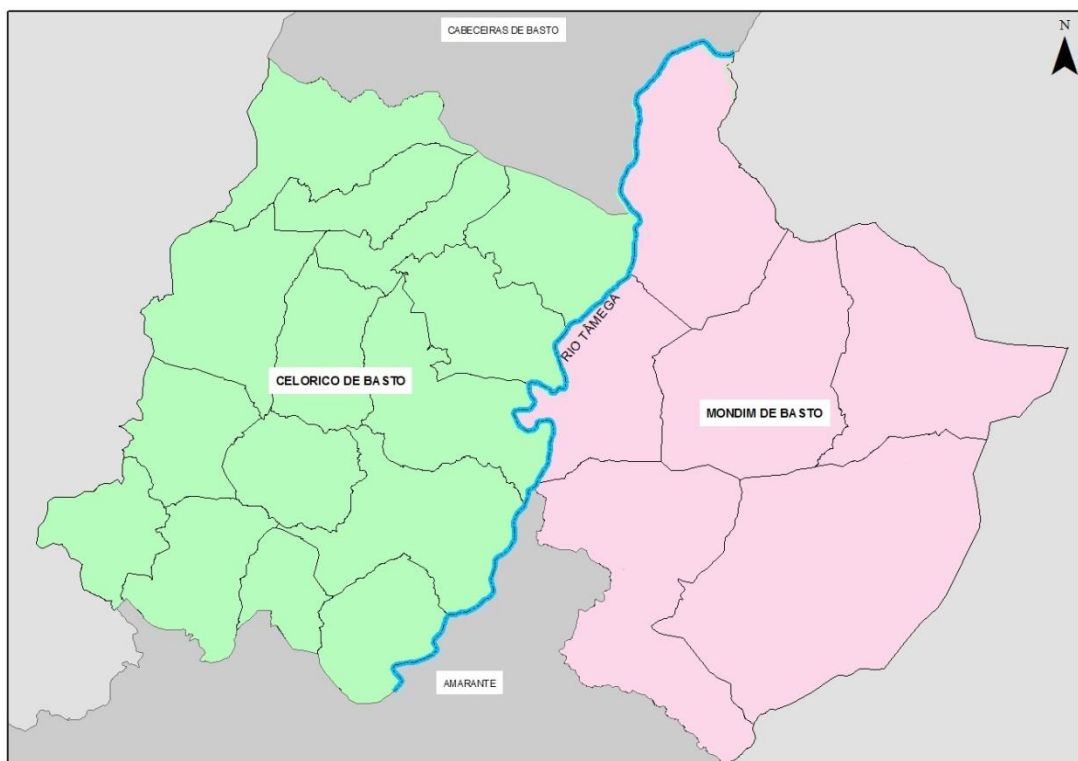 CABECEIRAS DE BASTO
N
RIO TÂMEGA
CELORICO DE BASTO
MONDIM DE BASTO
AMARANTE